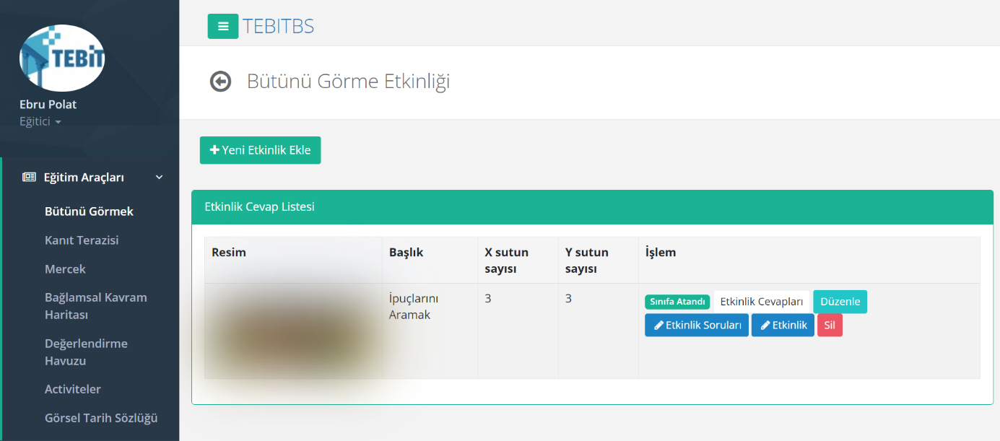 TEBİT
Ebru Polat
Eğitici
Eğitim Araçları
Bütünü Görmek
Kanıt Terazisi
Mercek
Bağlamsal Kavram
Haritası
Değerlendirme
Havuzu
Activiteler
Görsel Tarih Sözlüğü
TEBITBS
Bütünü Görme Etkinliği
Yeni Etkinlik Ekle
Etkinlik Cevap Listesi
Resim Başlık X sutun sayısı Y sutun sayısı İşlem
İpuçlarını Aramak 3 3 Sınıfa Atandı Etkinlik Cevapları Düzenle
Etkinlik Soruları Etkinlik Sil